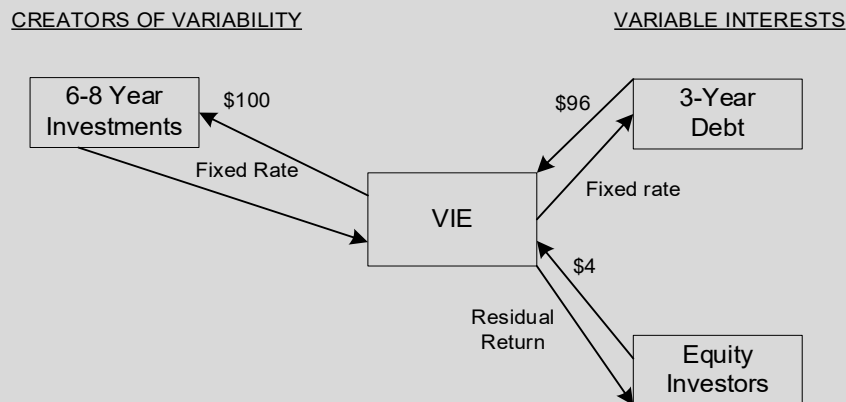 CREATORS OF VARIABILITY
VARIABLE INTERESTS
6-8 Year
Investments
$100
Fixed Rate
VIE
$96
3-Year
Debt
Fixed rate
$4
Residual
Return
Equity
Investors